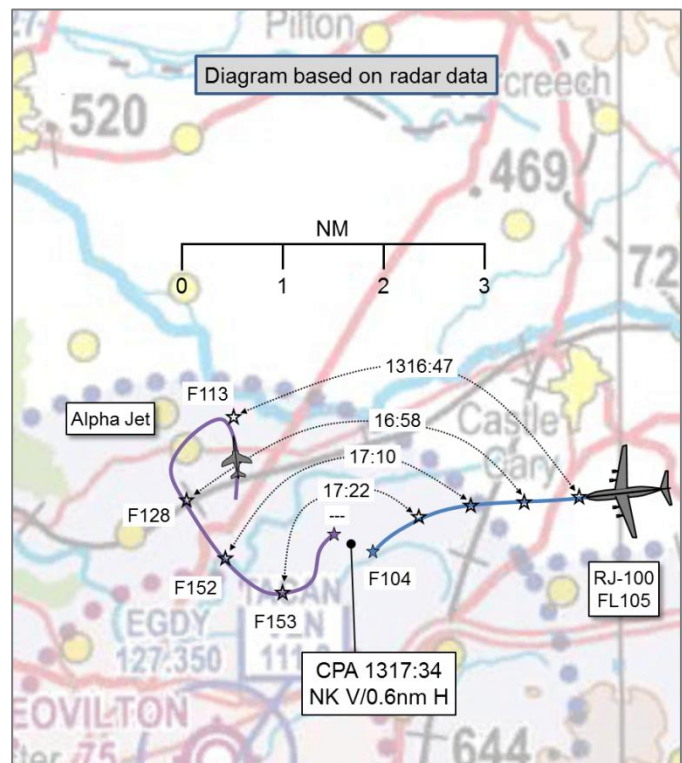 Pilton
Diagram based on radar data
creech
520
469
NM
0 1 2 3
72
1316:47
F113
Alpha Jet
16:58
Castle
Cary
17:10
17:22
---
F128
F104
F152
RJ-100
FL105
F153
EGDY
127.350
CPA 1317:34
NK V/0.6nm H
EOVILTON
75
644